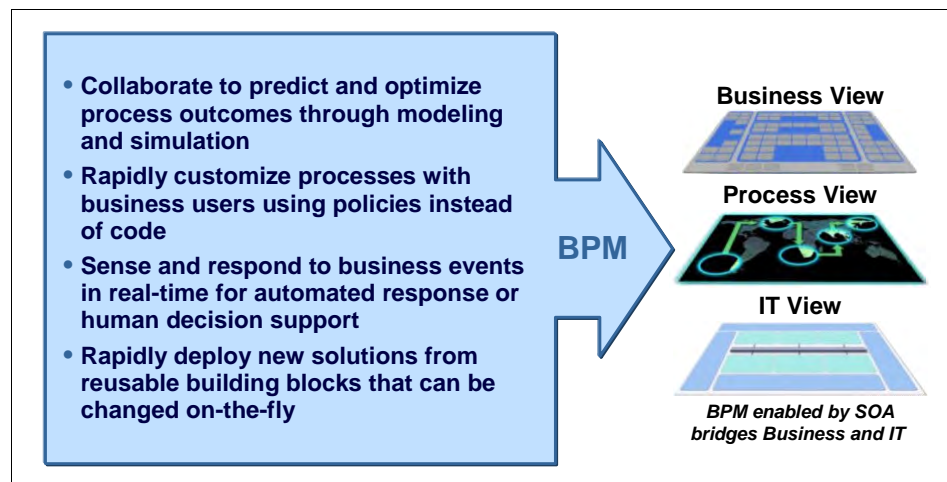 • Collaborate to predict and optimize
process outcomes through modeling
and simulation
• Rapidly customize processes with
business users using policies instead
of code
• Sense and respond to business events
in real-time for automated response or
human decision support
• Rapidly deploy new solutions from
reusable building blocks that can be
changed on-the-fly
BPM
Business View
Process View
IT View
BPM enabled by SOA
bridges Business and IT